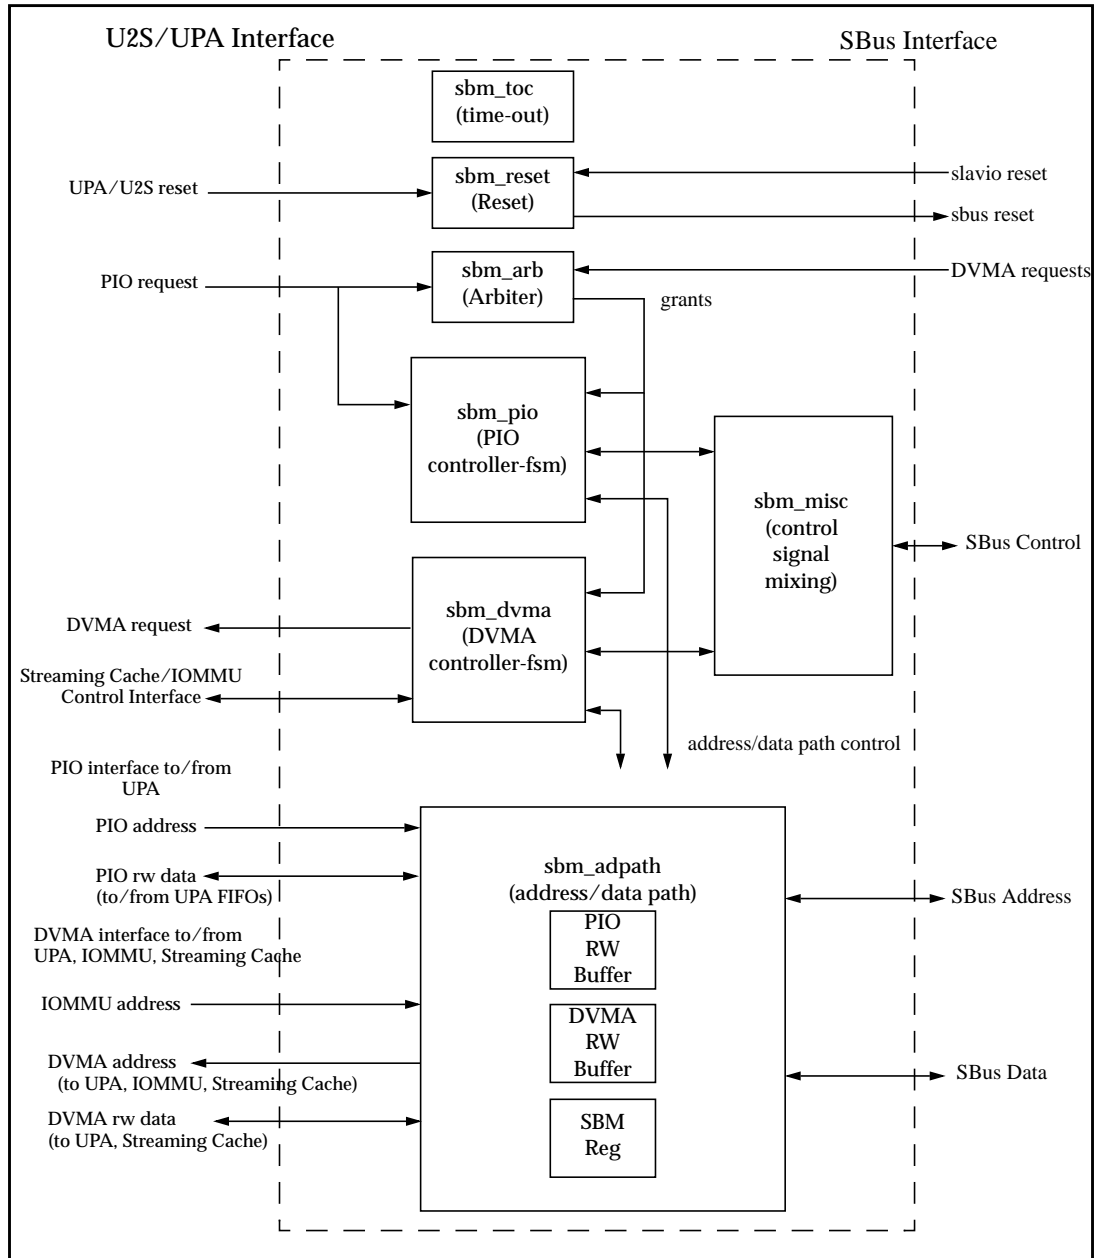 U2S/UPA Interface
SBus Interface
sbm_toc
(time-out)
UPA/U2S reset
sbm_reset
(Reset)
slavio reset
sbus reset
PIO request
sbm_arb
(Arbiter)
DVMA requests
grants
sbm_pio
(PIO
controller-fsm)
sbm_misc
(control
signal
mixing)
SBus Control
DVMA request
sbm_dvma
(DVMA
controller-fsm)
Streaming Cache/IOMMU
Control Interface
address/data path control
PIO interface to/from
UPA
PIO address
PIO rw data
(to/from UPA FIFOs)
sbm_adpath
(address/data path)
SBus Address
PIO
RW
Buffer
DVMA interface to/from
UPA, IOMMU, Streaming Cache
IOMMU address
DVMA
RW
Buffer
DVMA address
(to UPA, IOMMU, Streaming Cache)
SBus Data
DVMA rw data
(to UPA, Streaming Cache)
SBM
Reg